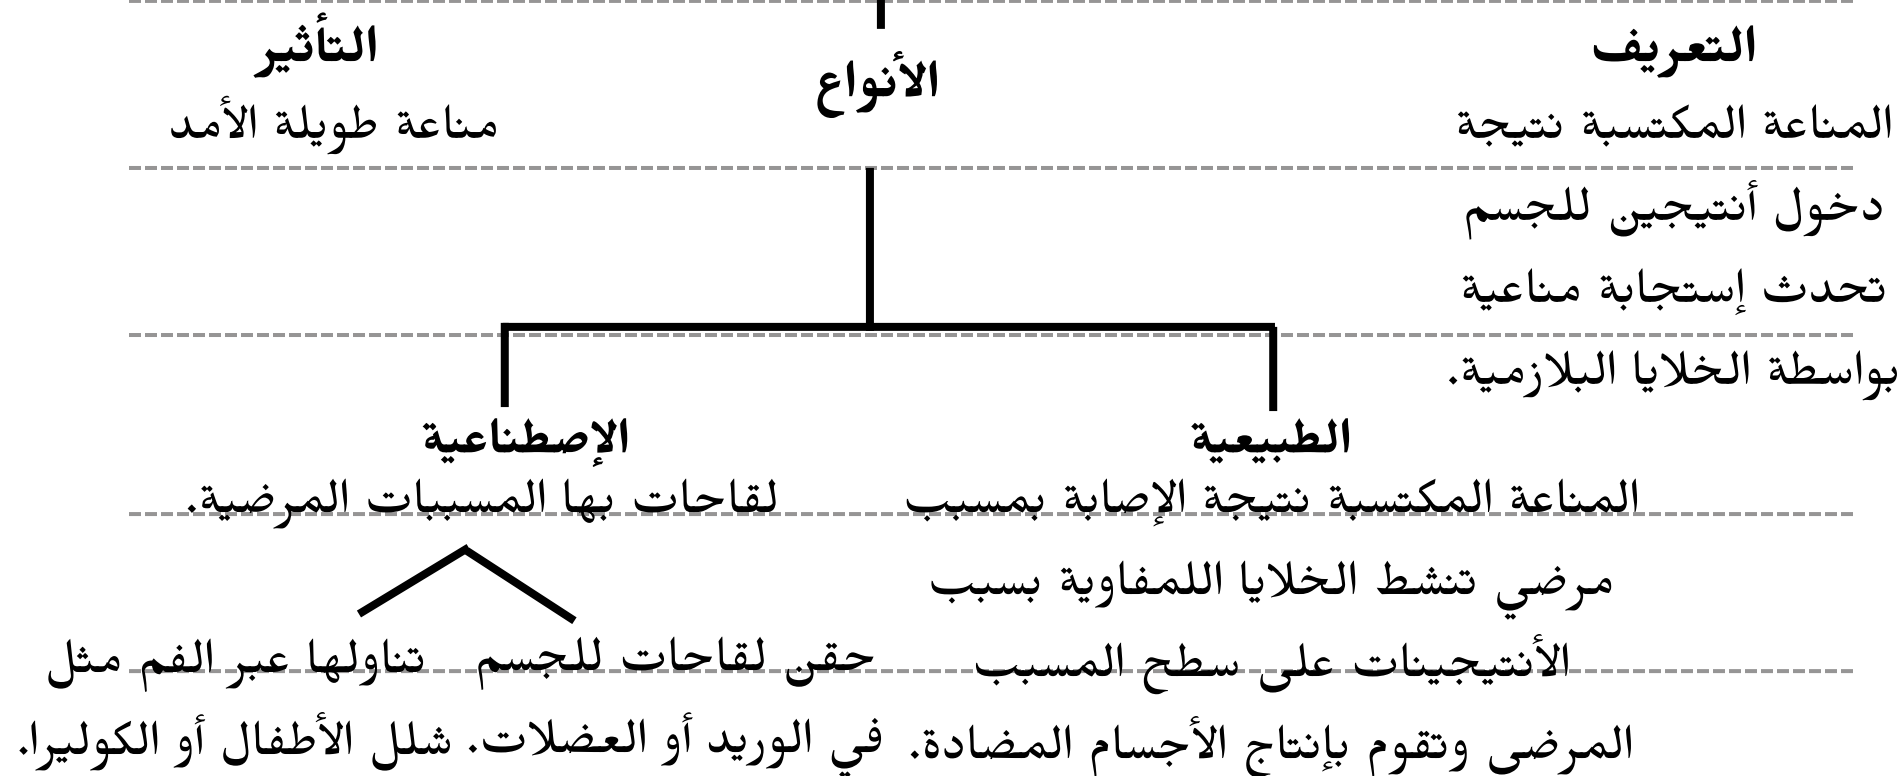 التعريف
المناعة المكتسبة نتيجة
دخول أنتيجين للجسم
تحدث إستجابة مناعية
بواسطة الخلايا البلازمية.
الأنواع
التأثير
مناعة طويلة الأمد
الطبيعية
المناعة المكتسبة نتيجة الإصابة بمسبب
مرضي تنشط الخلايا اللمفاوية بسبب
الأنتيجينات على سطح المسبب
المرضى وتقوم بإنتاج الأجسام المضادة.
الإصطناعية
لقاحات بها المسببات المرضية.
حقن لقاحات للجسم
في الوريد أو العضلات.
تناولها عبر الفم مثل
شلل الأطفال أو الكوليرا.